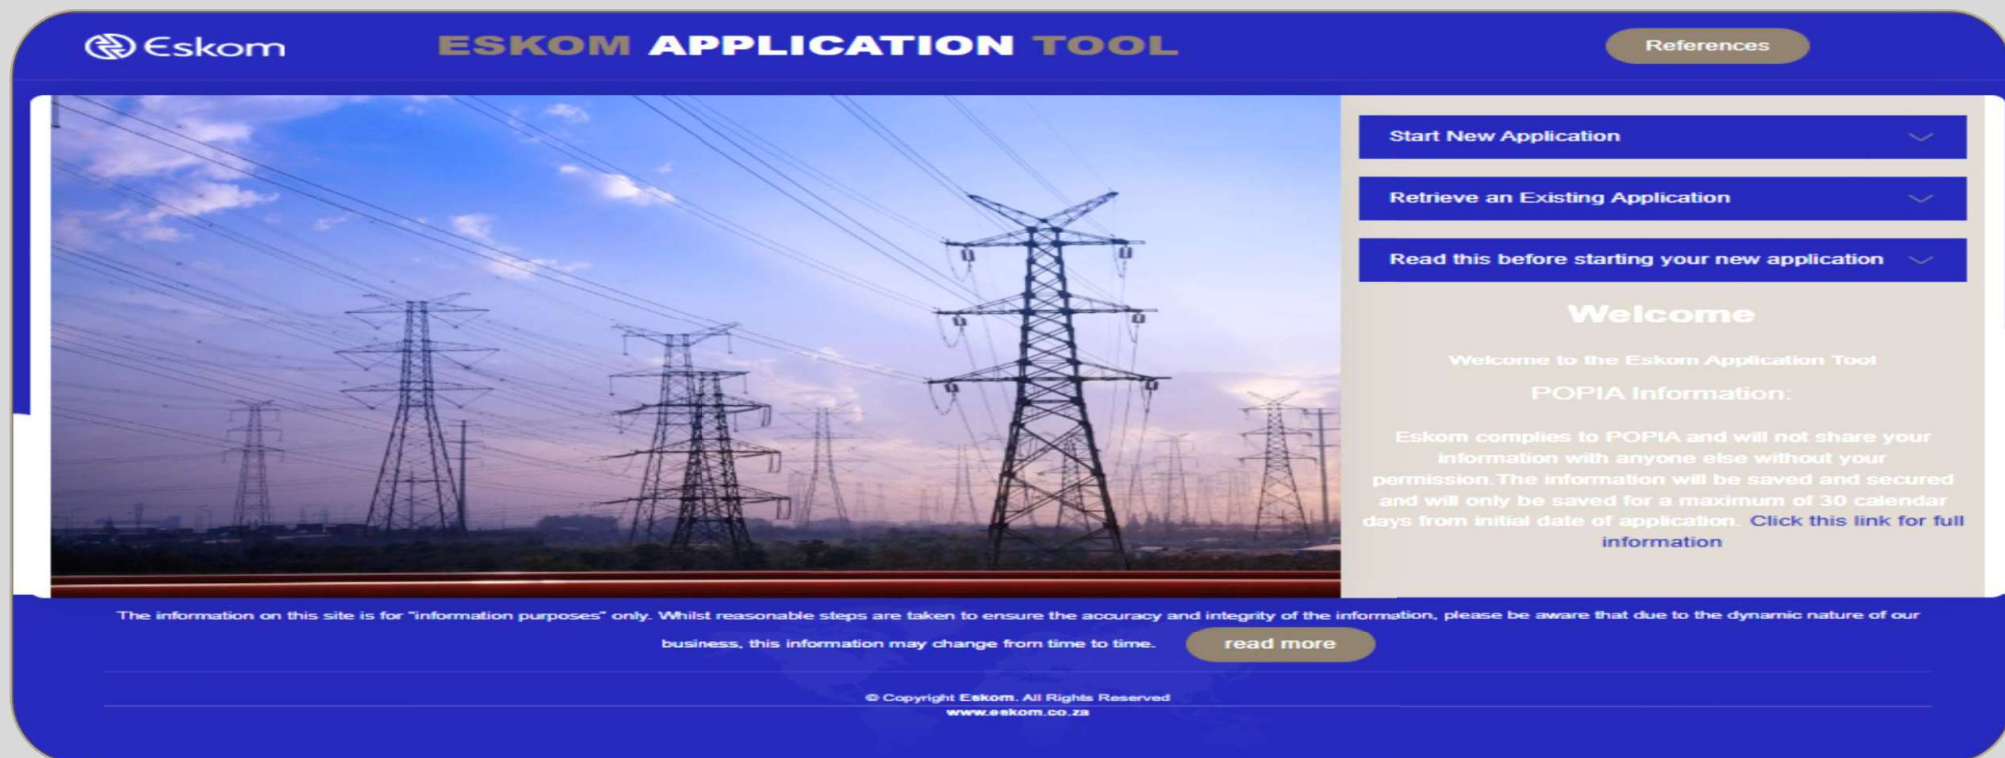 Eskom
ESKOM APPLICATION TOOL
References
Start New Application
Retrieve an Existing Application
Read this before starting your new application
Welcome
Welcome to the Eskom Application Tool
POPIA Information:
Eskom complies to POPIA and will not share your
information with anyone else without your
permission.The information will be saved and secured
and will only be saved for a maximum of 30 calendar
days from initial date of application. Click this link for full
information
The information on this site is for "information purposes" only. Whilst reasonable steps are taken to ensure the accuracy and integrity of the information, please be aware that due to the dynamic nature of our
business, this information may change from time to time.
read more
© Copyright Eskom. All Rights Reserved
www.eskom.co.za